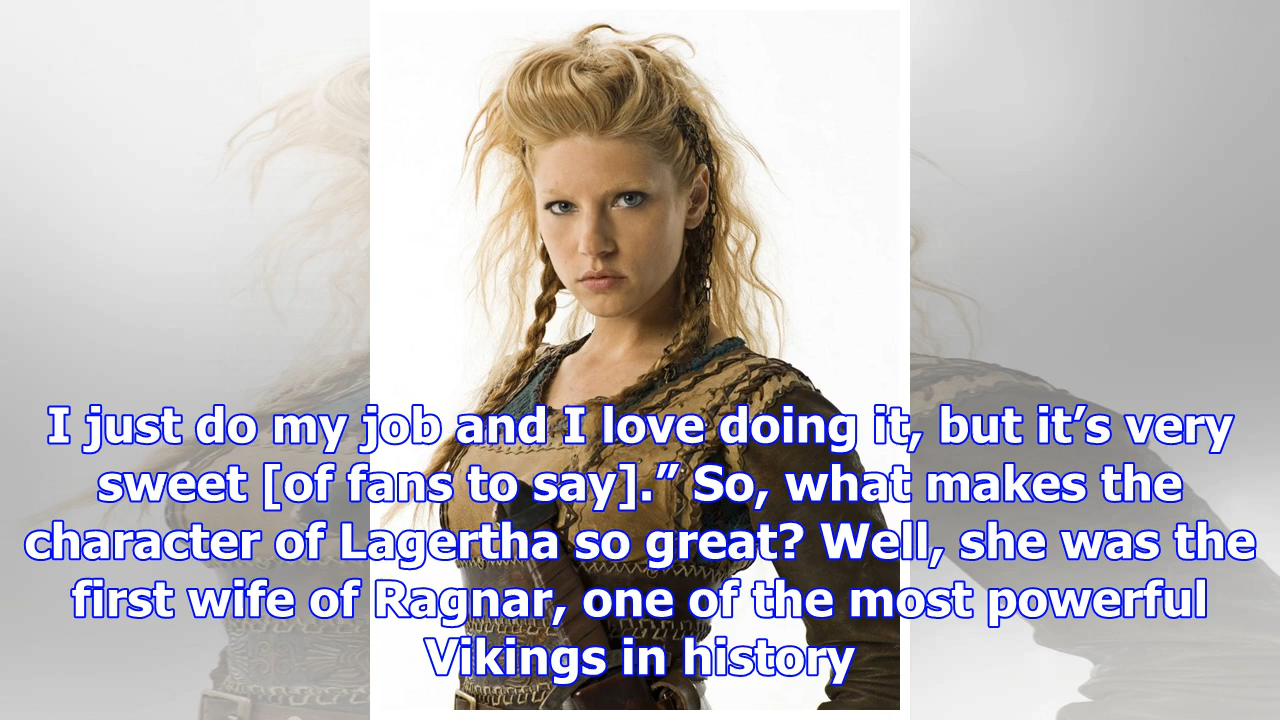 I just do my job and I love doing it, but it’s very
sweet [of fans to say].” So, what makes the
character of Lagertha so great? Well, she was the
first wife of Ragnar, one of the most powerful
Vikings in history